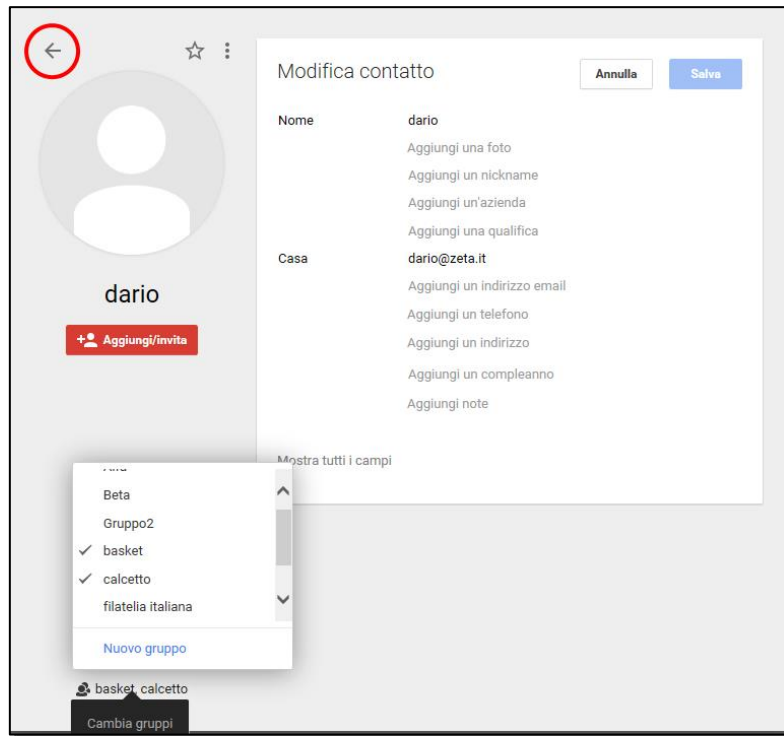 Modifica contatto
Annulla
Salva
Nome
dario
Aggiungi una foto
Aggiungi un nickname
Aggiungi un'azienda
Aggiungi una qualifica
Casa
dario@zeta.it
Aggiungi un indirizzo email
Aggiungi un telefono
Aggiungi un indirizzo
Aggiungi un compleanno
Aggiungi note
Mostra tutti i campi
dario
Aggiungi/invita
Beta
Gruppo2
basket
calcetto
filatelia italiana
Nuovo gruppo
basket, calcetto
Cambia gruppi